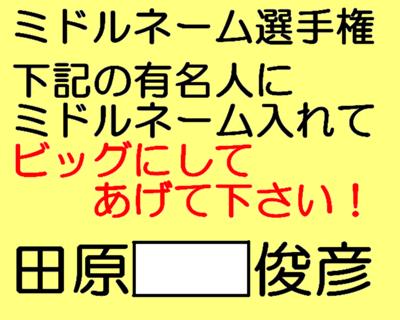 ミドルネーム選手権
下記の有名人に
ミドルネーム入れて
ビッグにして
あげて下さい！
田原 俊彦